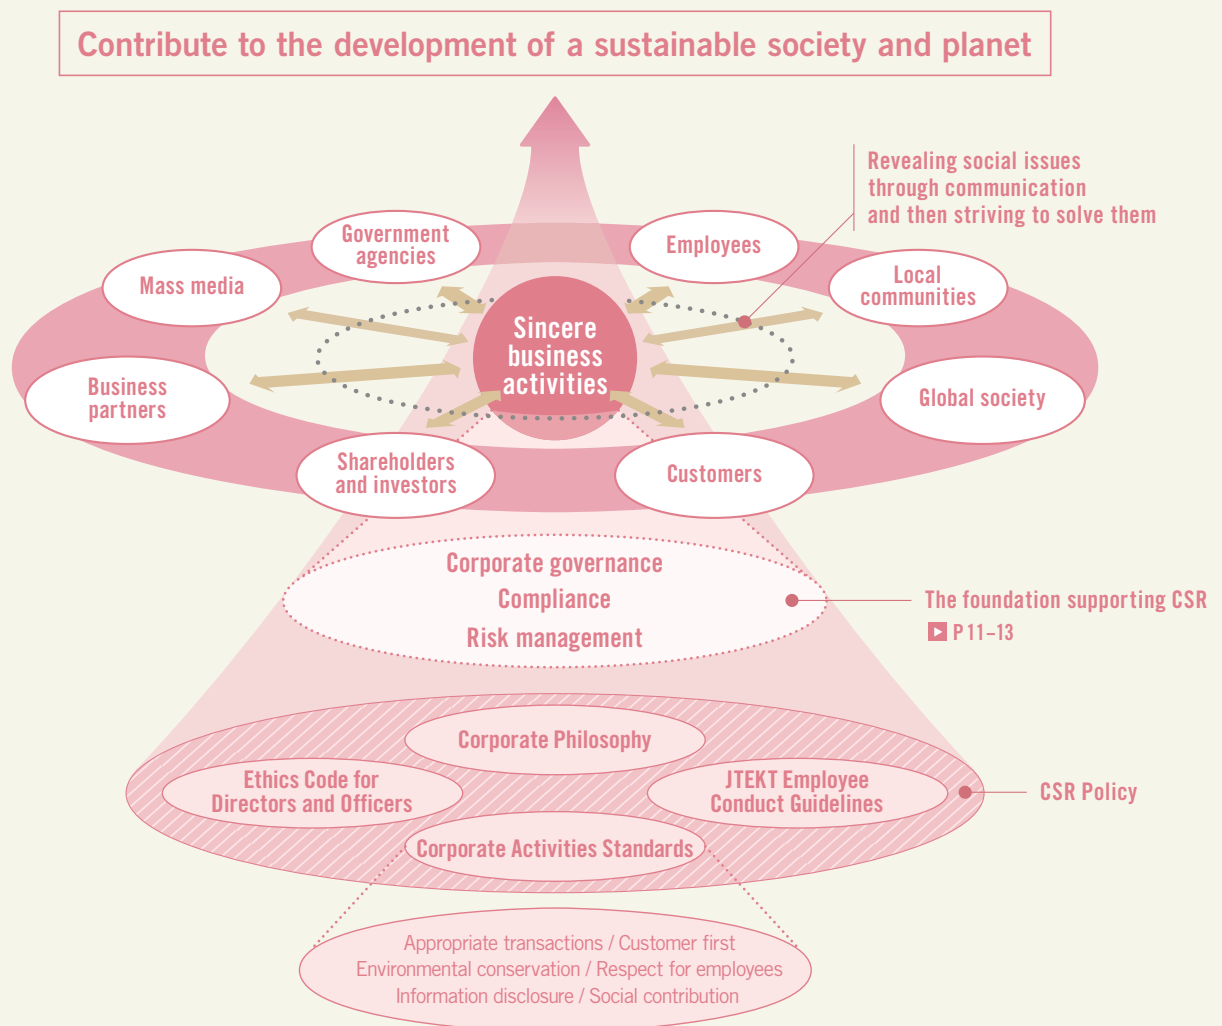 Contribute to the development of a sustainable society and planet
Revealing social issues
through communication
and then striving to solve them
Government
agencies
Employees
Mass media
Local
communities
Sincere
business
activities
Business
partners
Global society
Shareholders
and investors
Customers
Corporate governance
Compliance
Risk management
The foundation supporting CSR
P 11–13
Corporate Philosophy
Ethics Code for
Directors and Officers
JTEKT Employee
Conduct Guidelines
CSR Policy
Corporate Activities Standards
Appropriate transactions / Customer first
Environmental conservation / Respect for employees
Information disclosure / Social contribution